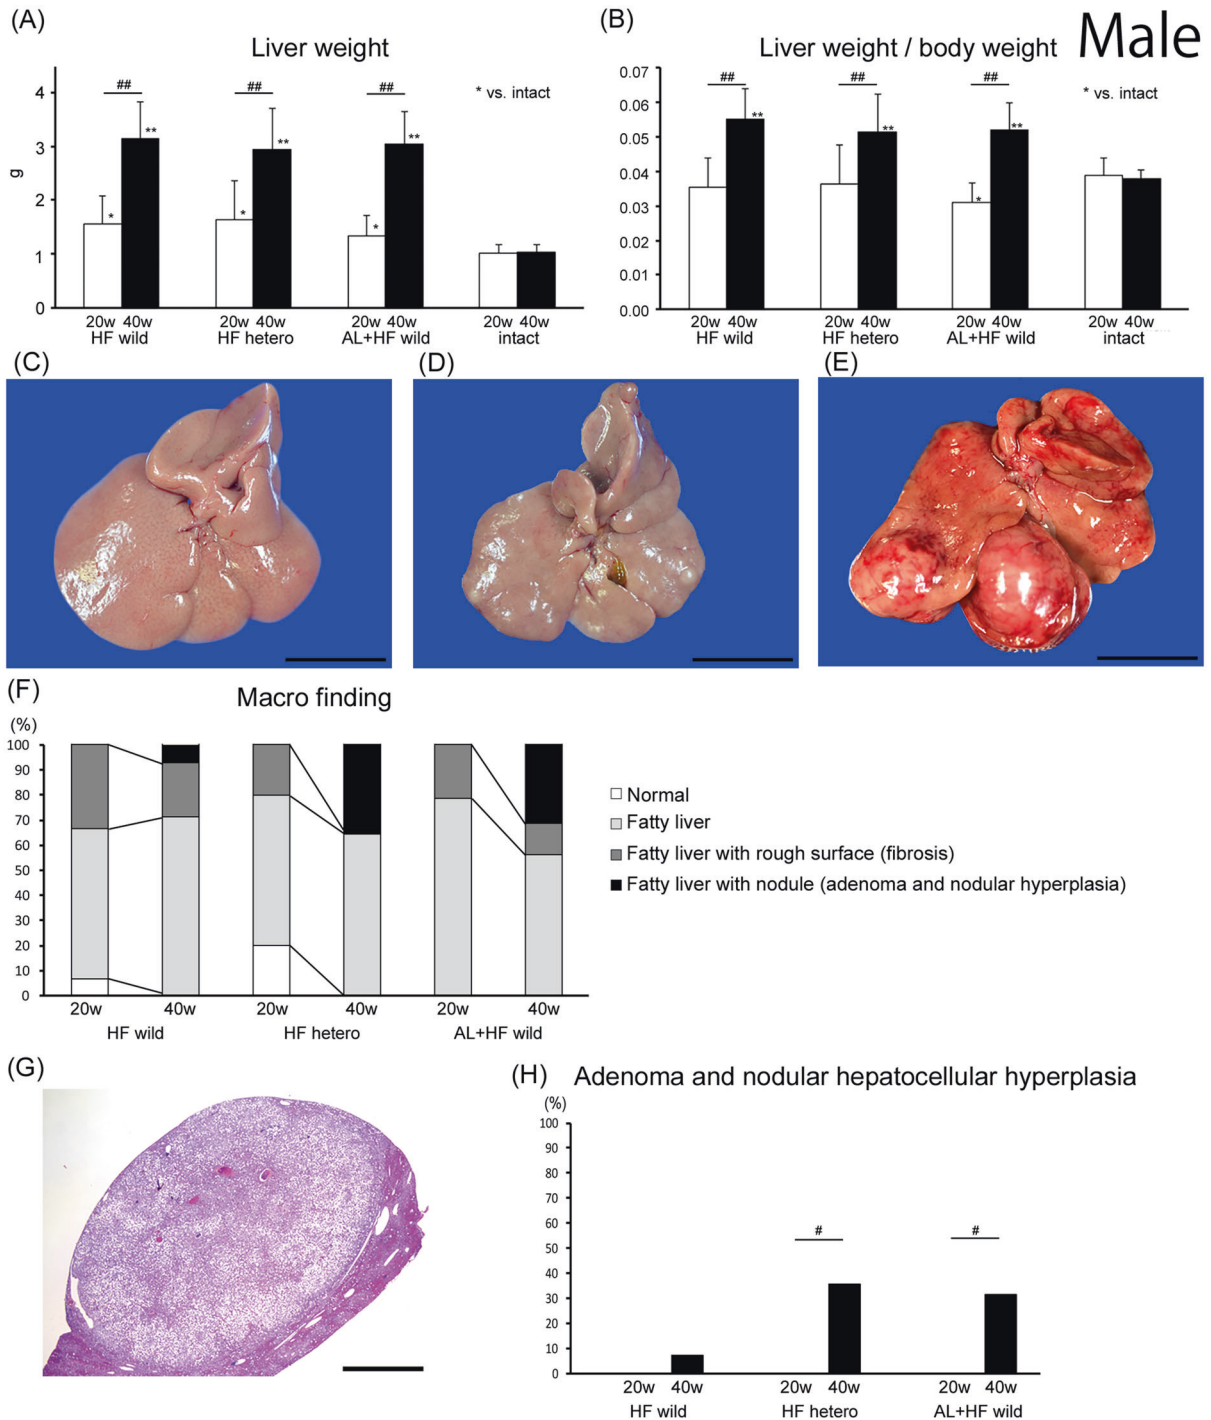 (A)
Liver weight
(B)
Liver weight / body weight
Male
g
4
3
2
1
0
##
##
##
* vs. intact
*
**
*
**
*
**
20w 40w
HF wild
20w 40w
HF hetero
20w 40w
AL+HF wild
20w 40w
intact
0.07
0.06
0.05
0.04
0.03
0.02
0.01
0.00
##
##
##
* vs. intact
**
**
*
**
20w 40w
HF wild
20w 40w
HF hetero
20w 40w
AL+HF wild
20w 40w
intact
(C)
(D)
(E)
(F)
Macro finding
(%)
100
90
80
70
60
50
40
30
20
10
0
20w 40w
HF wild
20w 40w
HF hetero
20w 40w
AL+HF wild
Normal
Fatty liver
Fatty liver with rough surface (fibrosis)
Fatty liver with nodule (adenoma and nodular hyperplasia)
(G)
(H)
Adenoma and nodular hepatocellular hyperplasia
(%)
100
90
80
70
60
50
40
30
20
10
0
#
#
20w 40w
HF wild
20w 40w
HF hetero
20w 40w
AL+HF wild